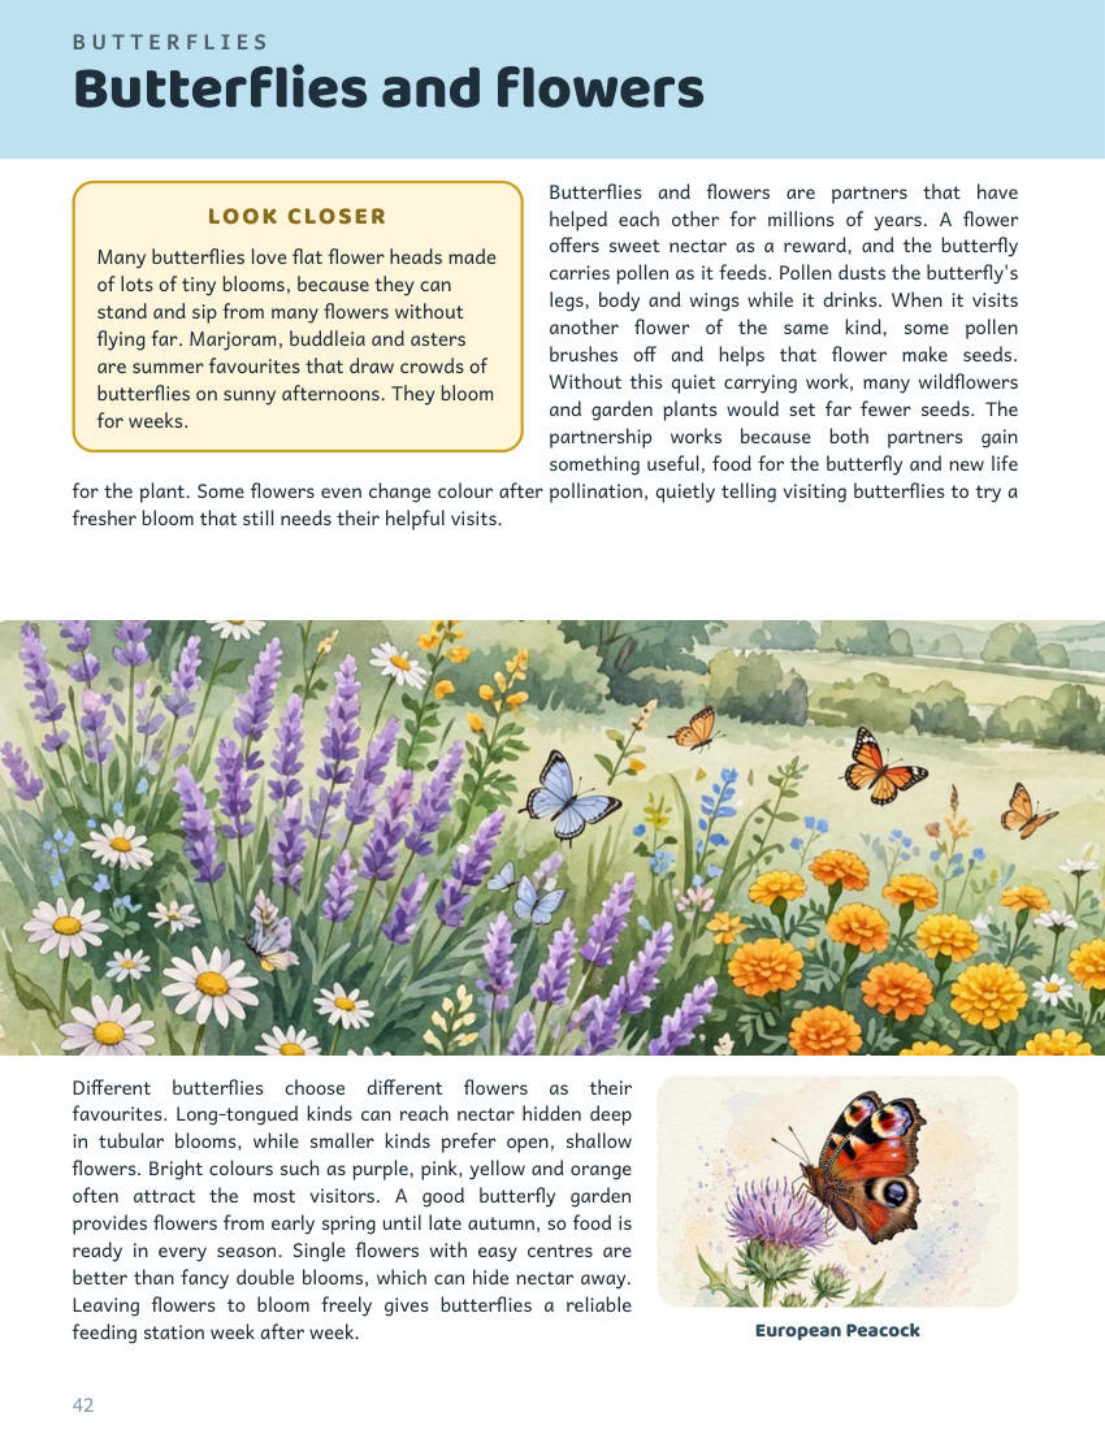 BUTTERFLIES
Butterflies and flowers
LOOK CLOSER
Many butterflies love flat flower heads made
of lots of tiny blooms, because they can
stand and sip from many flowers without
flying far. Marjoram, buddleia and asters
are summer favourites that draw crowds of
butterflies on sunny afternoons. They bloom
for weeks.
Butterflies and flowers are partners that have
helped each other for millions of years. A flower
offers sweet nectar as a reward, and the butterfly
carries pollen as it feeds. Pollen dusts the butterfly's
legs, body and wings while it drinks. When it visits
another flower of the same kind, some pollen
brushes off and helps that flower make seeds.
Without this quiet carrying work, many wildflowers
and garden plants would set far fewer seeds. The
partnership works because both partners gain
something useful, food for the butterfly and new life
for the plant. Some flowers even change colour after pollination, quietly telling visiting butterflies to try a
fresher bloom that still needs their helpful visits.
Different butterflies choose different flowers as their
favourites. Long-tongued kinds can reach nectar hidden deep
in tubular blooms, while smaller kinds prefer open, shallow
flowers. Bright colours such as purple, pink, yellow and orange
often attract the most visitors. A good butterfly garden
provides flowers from early spring until late autumn, so food is
ready in every season. Single flowers with easy centres are
better than fancy double blooms, which can hide nectar away.
Leaving flowers to bloom freely gives butterflies a reliable
feeding station week after week.
European Peacock
42